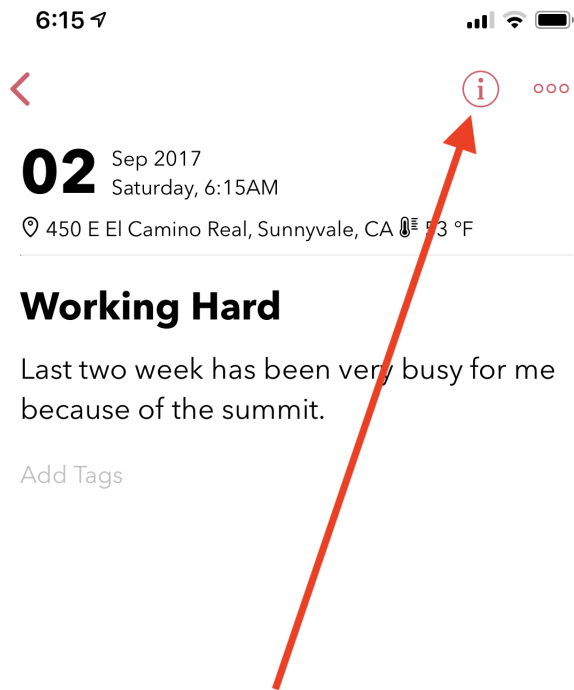 6:15
i
02
Sep 2017
Saturday, 6:15AM
450 E El Camino Real, Sunnyvale, CA 53 °F
Working Hard
Last two week has been very busy for me
because of the summit.
Add Tags